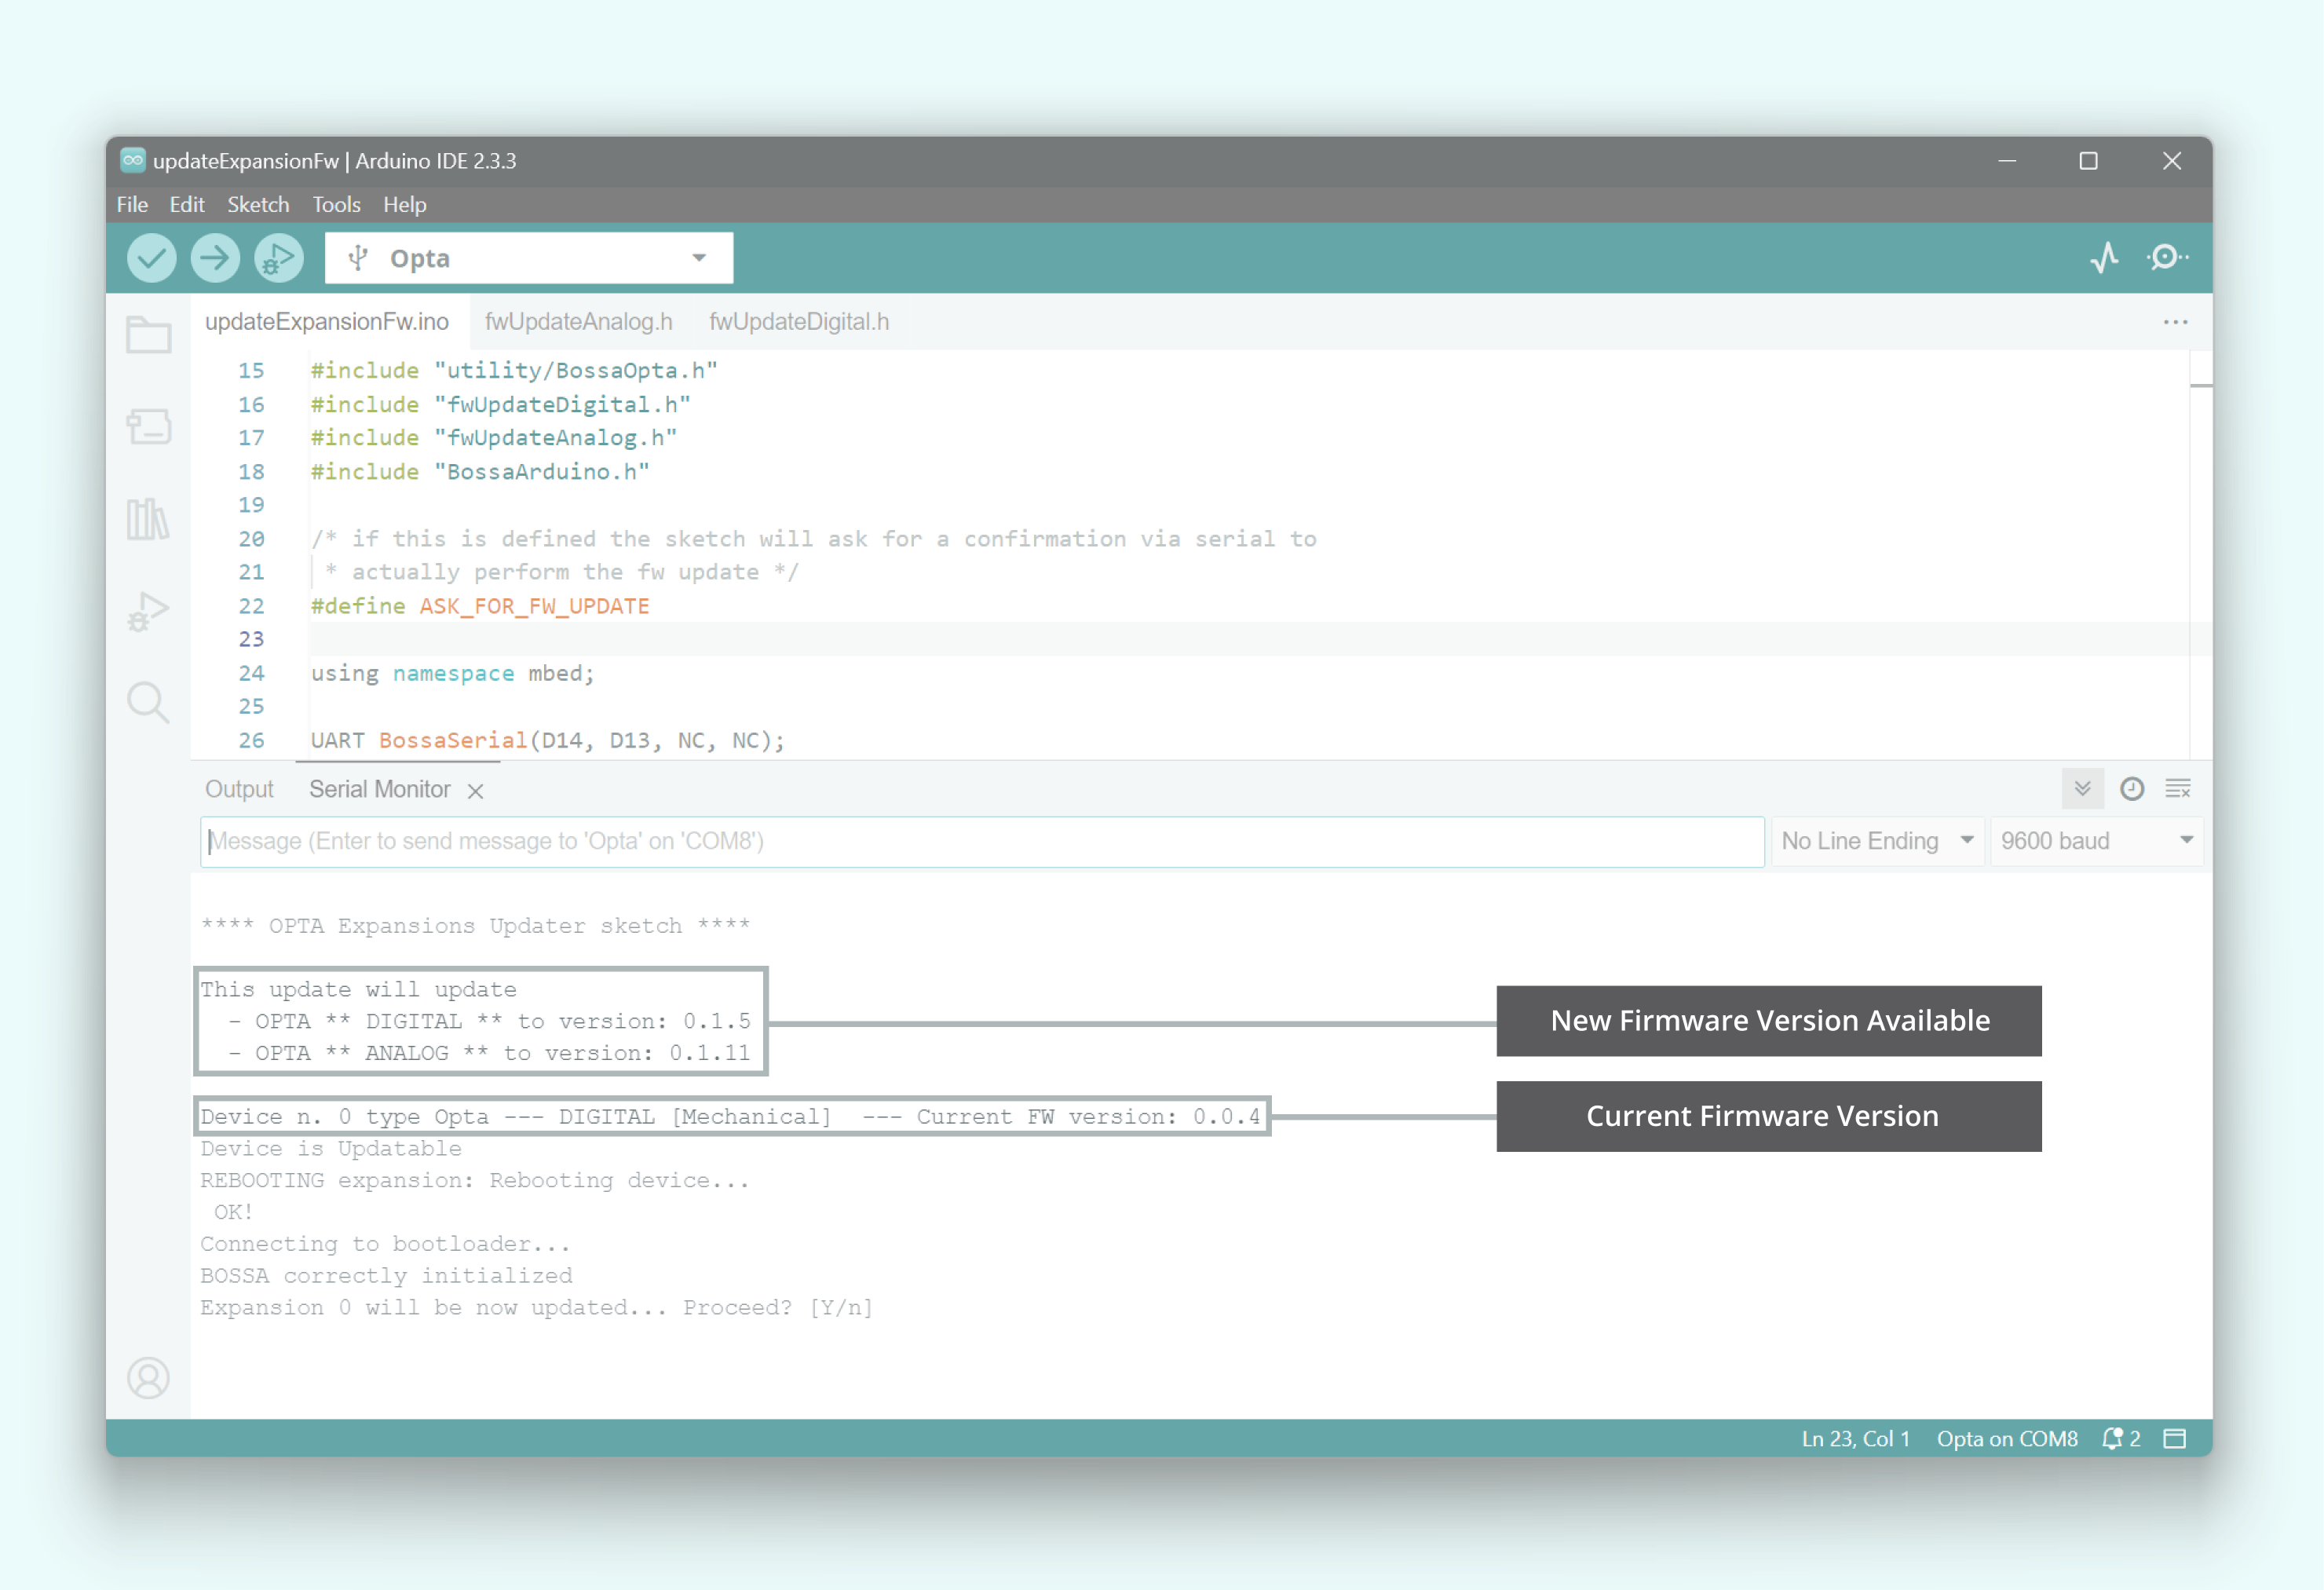 updateExpansionFw | Arduino IDE 2.3.3
File Edit Sketch Tools Help
Opta
updateExpansionFw.ino fwUpdateAnalog.h fwUpdateDigital.h ...
15 #include "utility/BossaOpta.h"
16 #include "fwUpdateDigital.h"
17 #include "fwUpdateAnalog.h"
18 #include "BossaArduino.h"
19
20 /* if this is defined the sketch will ask for a confirmation via serial to
21 * actually perform the fw update */
22 #define ASK_FOR_FW_UPDATE
23
24 using namespace mbed;
25
26 UART BossaSerial(D14, D13, NC, NC);
Output Serial Monitor
Message (Enter to send message to 'Opta' on 'COM8') No Line Ending 9600 baud
**** OPTA Expansions Updater sketch ****
This update will update
- OPTA ** DIGITAL ** to version: 0.1.5
- OPTA ** ANALOG ** to version: 0.1.11
New Firmware Version Available
Device n. 0 type Opta --- DIGITAL [Mechanical]  --- Current FW version: 0.0.4
Current Firmware Version
Device is Updatable
REBOOTING expansion: Rebooting device...
OK!
Connecting to bootloader...
BOSSA correctly initialized
Expansion 0 will be now updated... Proceed? [Y/n]
Ln 23, Col 1 Opta on COM8 2